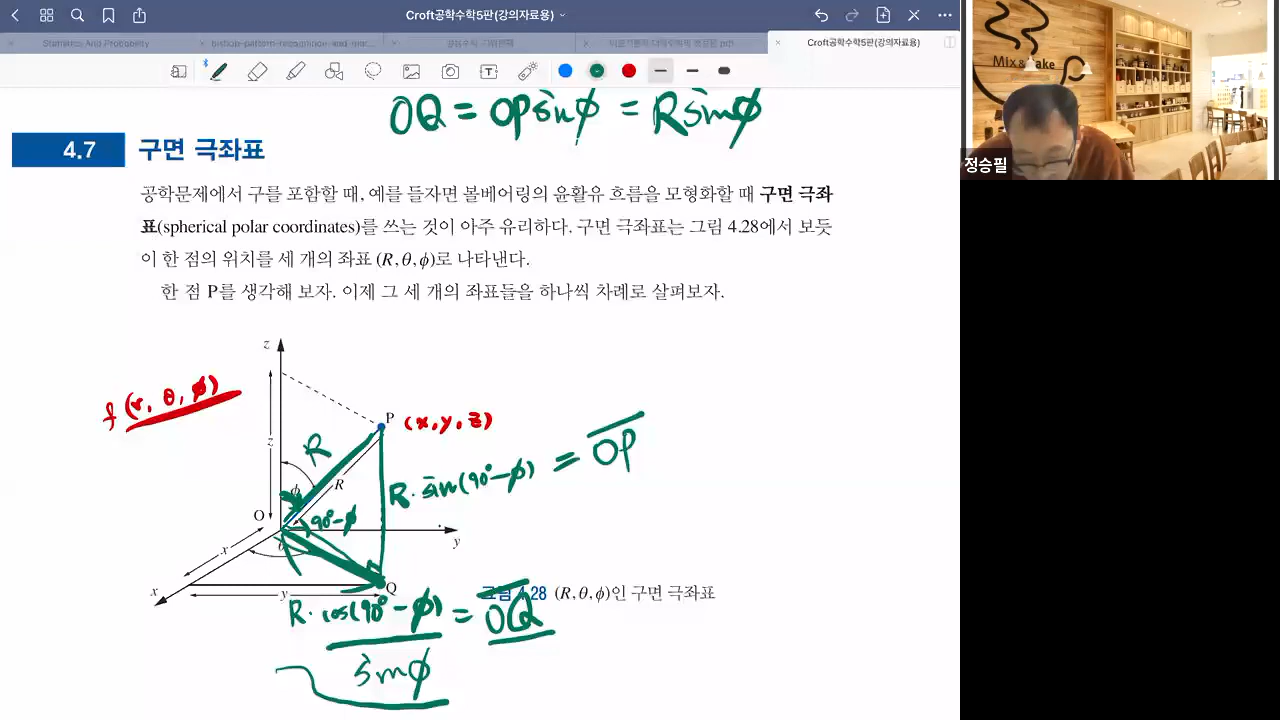 Croft공학수학5판(강의자료용)
Statistics And Probability
bishop-pattern-recognition-and-mac...
Croft공학수학5판(강의자료용)
Mix&Bake
정승필
OQ = OP sin ϕ = R sin ϕ
4.7 구면 극좌표
공학문제에서 구를 포함할 때, 예를 들자면 볼베어링의 윤활유 흐름을 모형화할 때 구면 극좌
표(spherical polar coordinates)를 쓰는 것이 아주 유리하다. 구면 극좌표는 그림 4.28에서 보듯
이 한 점의 위치를 세 개의 좌표 (R, θ, ϕ)로 나타낸다.
한 점 P를 생각해 보자. 이제 그 세 개의 좌표들을 하나씩 차례로 살펴보자.
z
f(r, θ, ϕ)
P (x, y, z)
z
R
R · sin(90°-ϕ) = OP
ϕ
R
O
90°-ϕ
y
x
θ
x
y
Q
그림 4.28 (R, θ, ϕ)인 구면 극좌표
R · cos(90°-ϕ) = OQ
sin ϕ